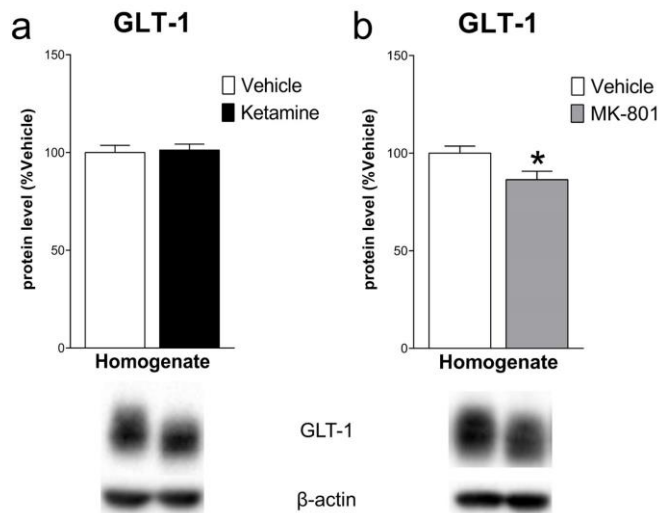 a
GLT-1
protein level (%Vehicle)
150
100
50
0
Vehicle
Ketamine
Homogenate
b
GLT-1
protein level (%Vehicle)
150
100
50
0
*
Vehicle
MK-801
Homogenate
GLT-1
β-actin